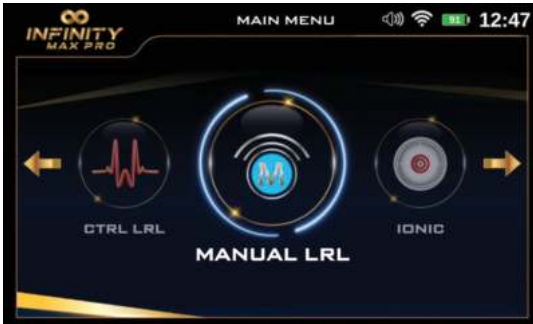 INFINITY
MAX PRO
MAIN MENU
91
12:47
M
CTRL LRL
MANUAL LRL
IONIC